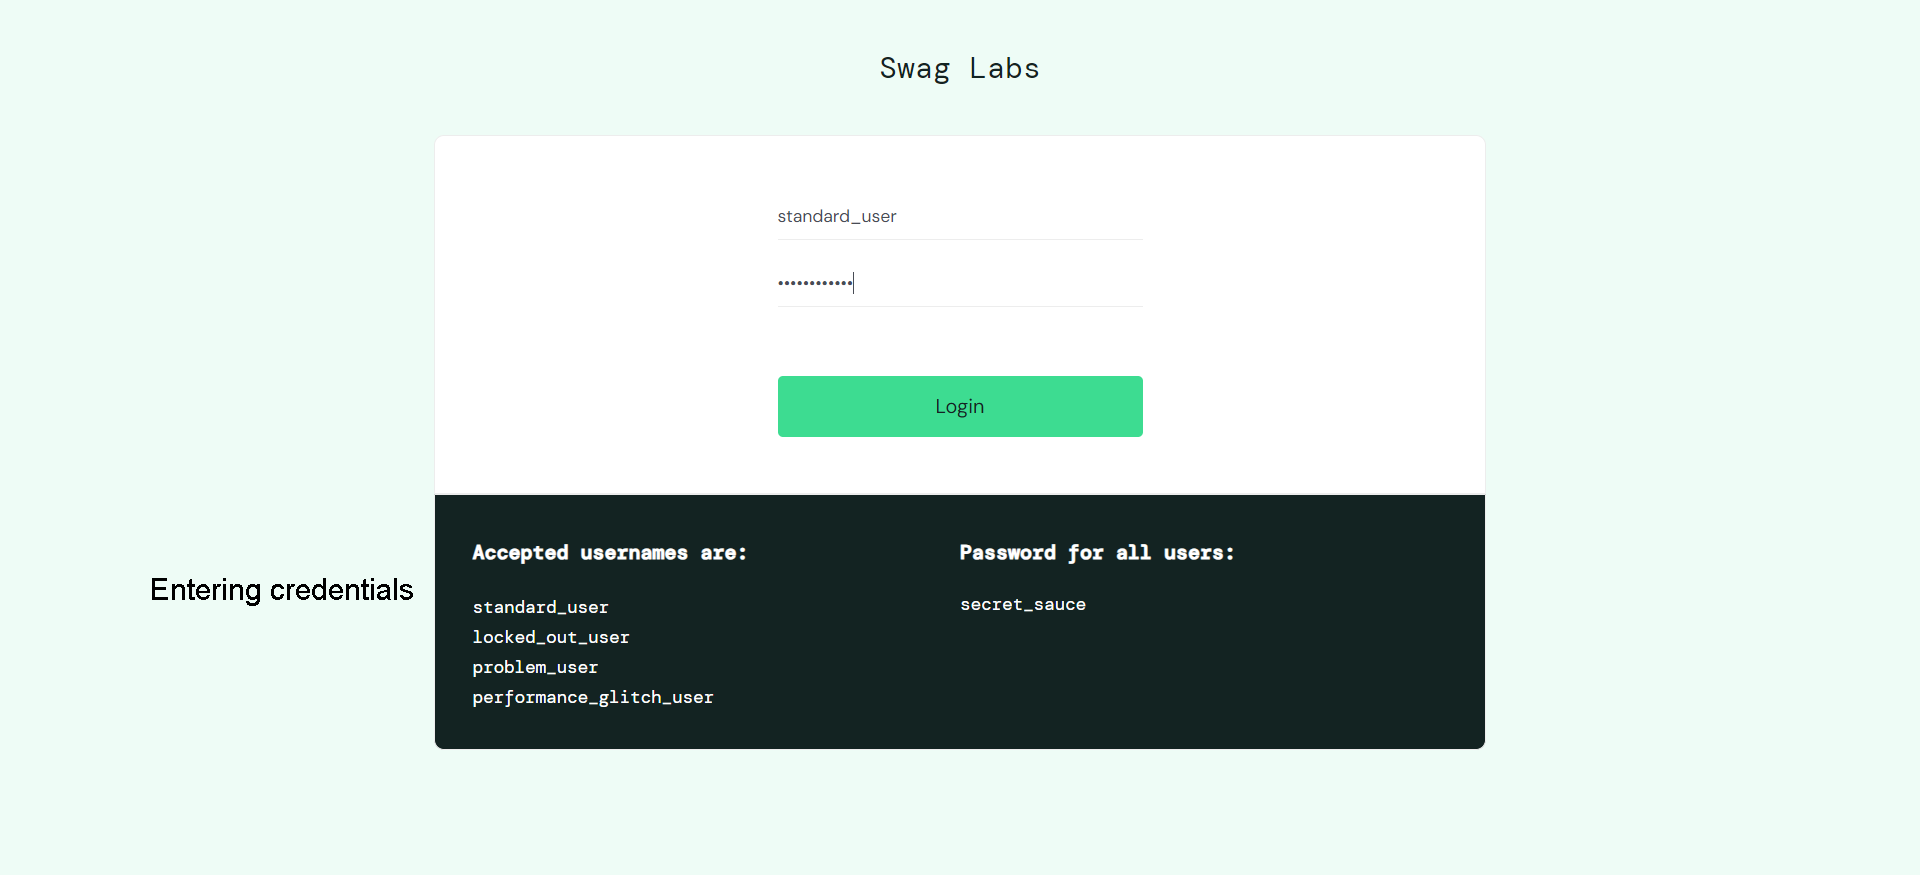 Swag Labs
standard_user
••••••••••••
Login
Accepted usernames are:
standard_user
locked_out_user
problem_user
performance_glitch_user
Password for all users:
secret_sauce
Entering credentials